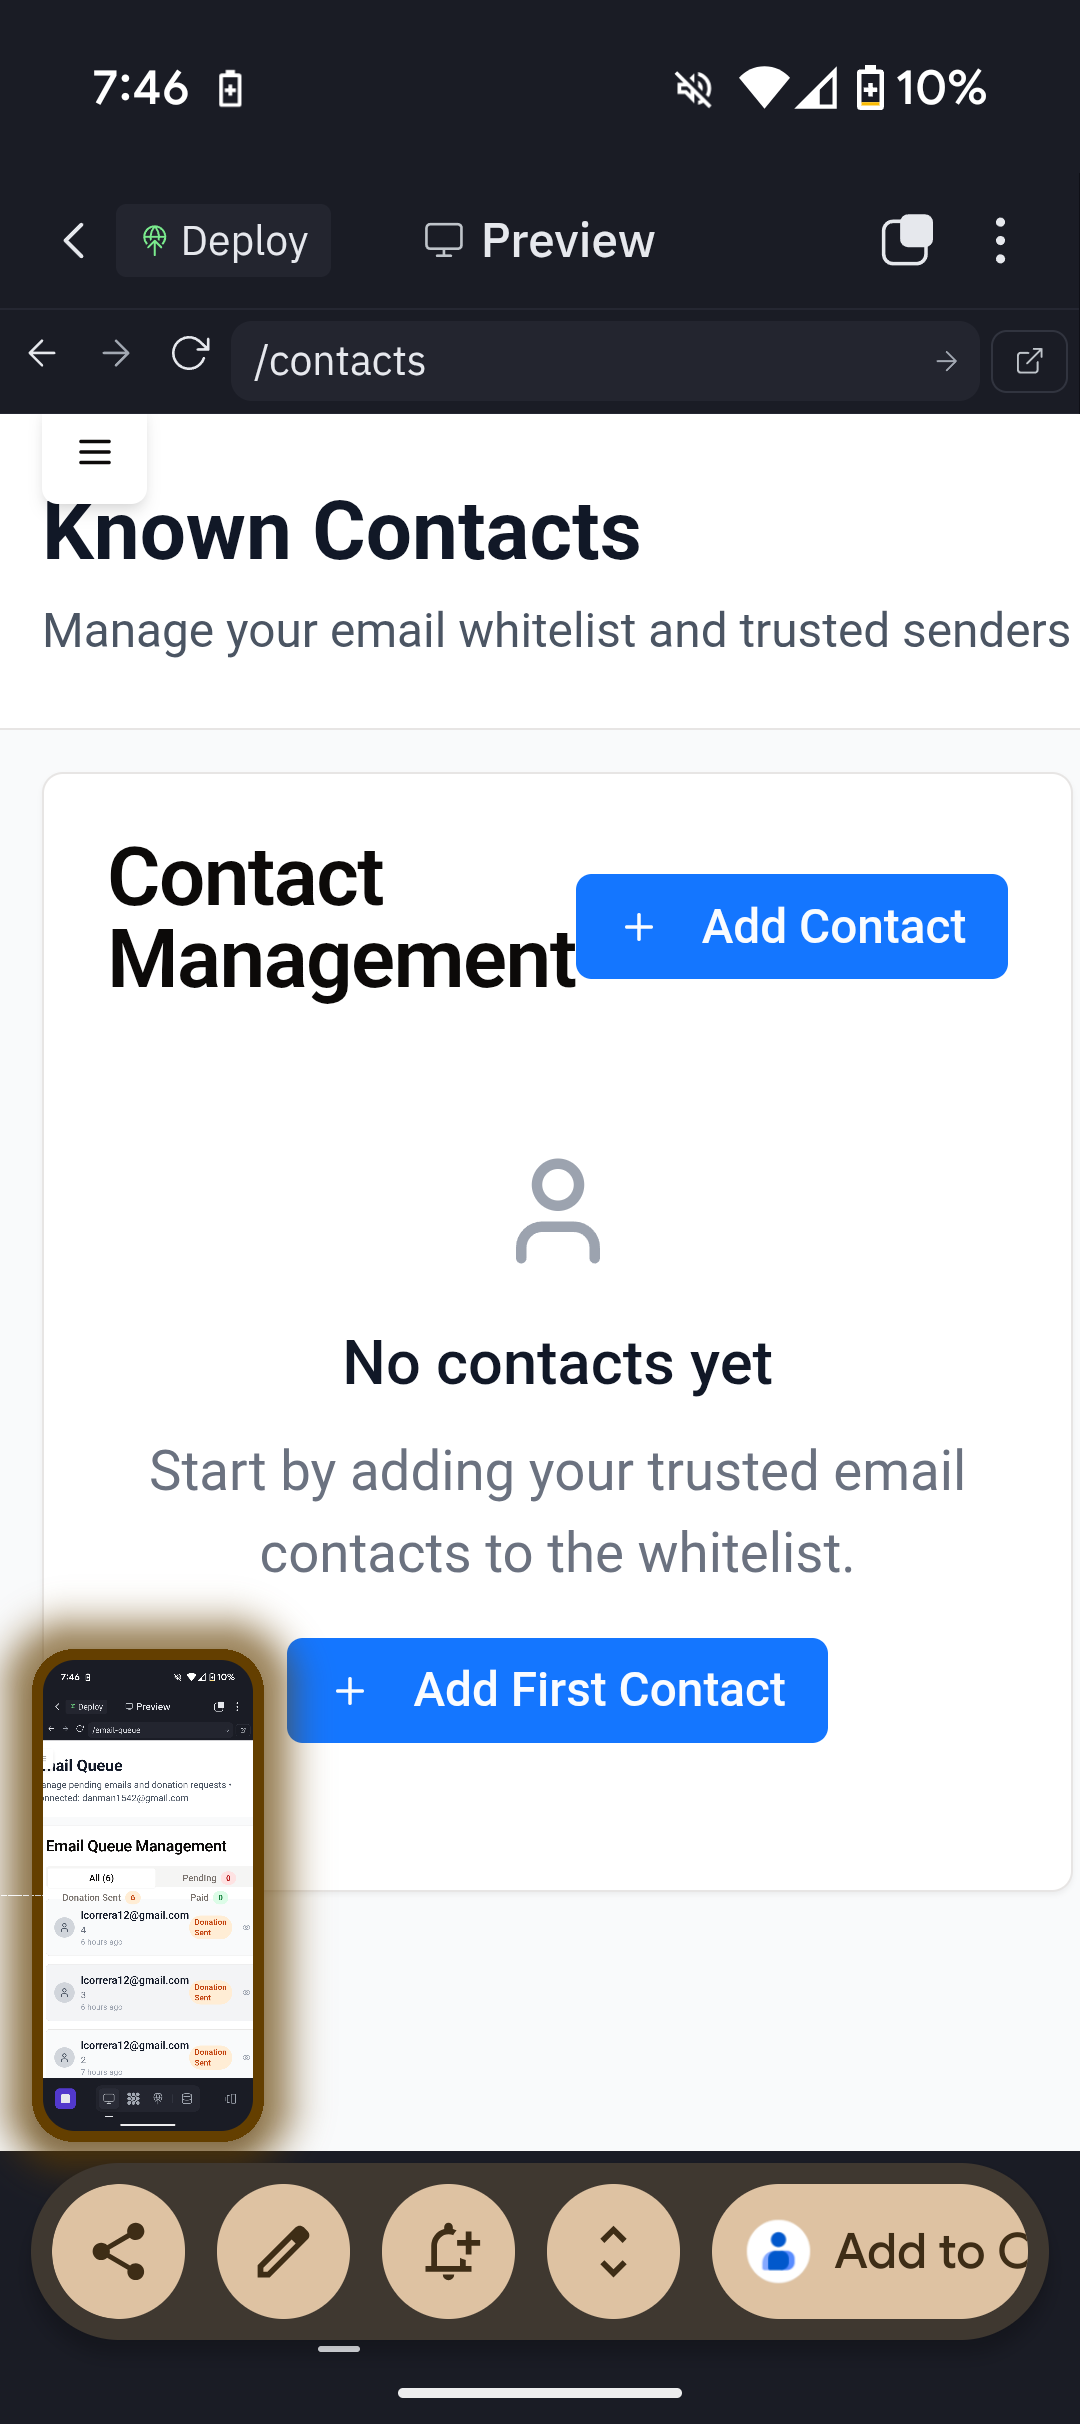 7:46
10%
Deploy
Preview
/contacts
Known Contacts
Manage your email whitelist and trusted senders
Contact
Management
Add Contact
No contacts yet
Start by adding your trusted email
contacts to the whitelist.
Add First Contact
7:46
10%
Deploy
Preview
/email-queue
ail Queue
anage pending emails and donation requests •
nnected: danman1542@gmail.com
Email Queue Management
All (6)
Pending 0
Donation Sent 6
Paid 0
lcorrera12@gmail.com
Donation
Sent
4
6 hours ago
lcorrera12@gmail.com
Donation
Sent
3
6 hours ago
lcorrera12@gmail.com
Donation
Sent
2
7 hours ago
Add to